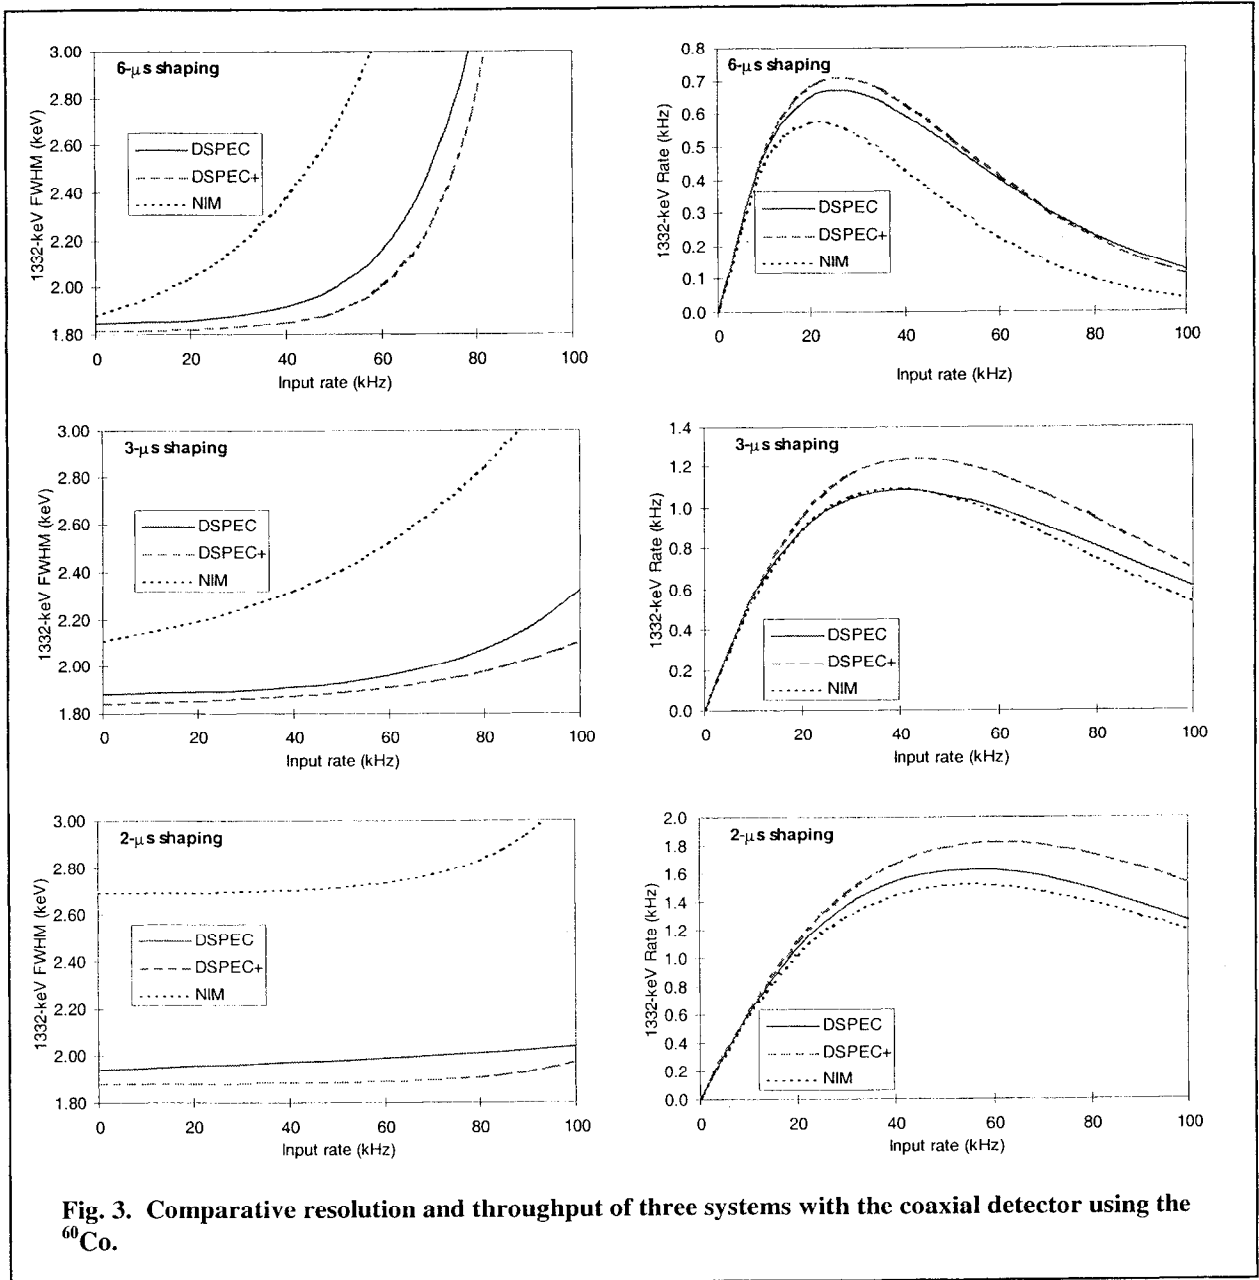 6-μs shaping
1332-keV FWHM (keV)
3.00
2.80
2.60
2.40
2.20
2.00
1.80
DSPEC
DSPEC+
NIM
0 20 40 60 80 100
Input rate (kHz)
6-μs shaping
1332-keV Rate (kHz)
0.8
0.7
0.6
0.5
0.4
0.3
0.2
0.1
0.0
DSPEC
DSPEC+
NIM
0 20 40 60 80 100
Input rate (kHz)
3-μs shaping
1332-keV FWHM (keV)
3.00
2.80
2.60
2.40
2.20
2.00
1.80
DSPEC
DSPEC+
NIM
0 20 40 60 80 100
Input rate (kHz)
3-μs shaping
1332-keV Rate (kHz)
1.4
1.2
1.0
0.8
0.6
0.4
0.2
0.0
DSPEC
DSPEC+
NIM
0 20 40 60 80 100
Input rate (kHz)
2-μs shaping
1332-keV FWHM (keV)
3.00
2.80
2.60
2.40
2.20
2.00
1.80
DSPEC
DSPEC+
NIM
0 20 40 60 80 100
Input rate (kHz)
2-μs shaping
1332-keV Rate (kHz)
2.0
1.8
1.6
1.4
1.2
1.0
0.8
0.6
0.4
0.2
0.0
DSPEC
DSPEC+
NIM
0 20 40 60 80 100
Input rate (kHz)
Fig. 3. Comparative resolution and throughput of three systems with the coaxial detector using the
⁶⁰Co.